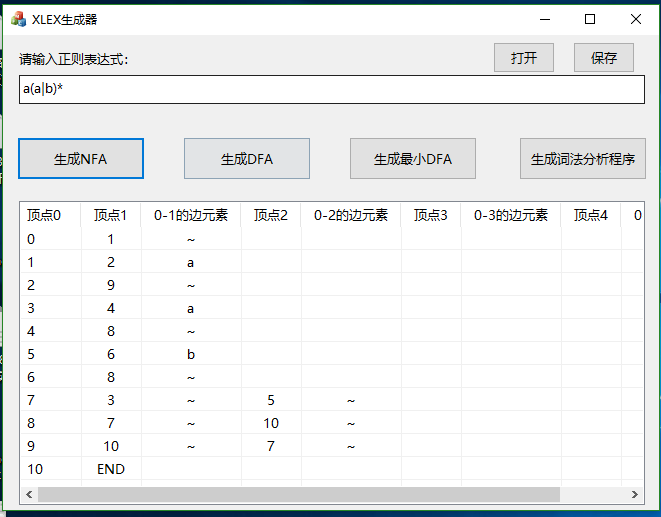 XLEX生成器
请输入正则表达式:
打开 保存
a(a|b)*
生成NFA 生成DFA 生成最小DFA 生成词法分析程序
顶点0 顶点1 0-1的边元素 顶点2 0-2的边元素 顶点3 0-3的边元素 顶点4 0
0 1 ~
1 2 a
2 9 ~
3 4 a
4 8 ~
5 6 b
6 8 ~
7 3 ~ 5 ~
8 7 ~ 10 ~
9 10 ~ 7 ~
10 END